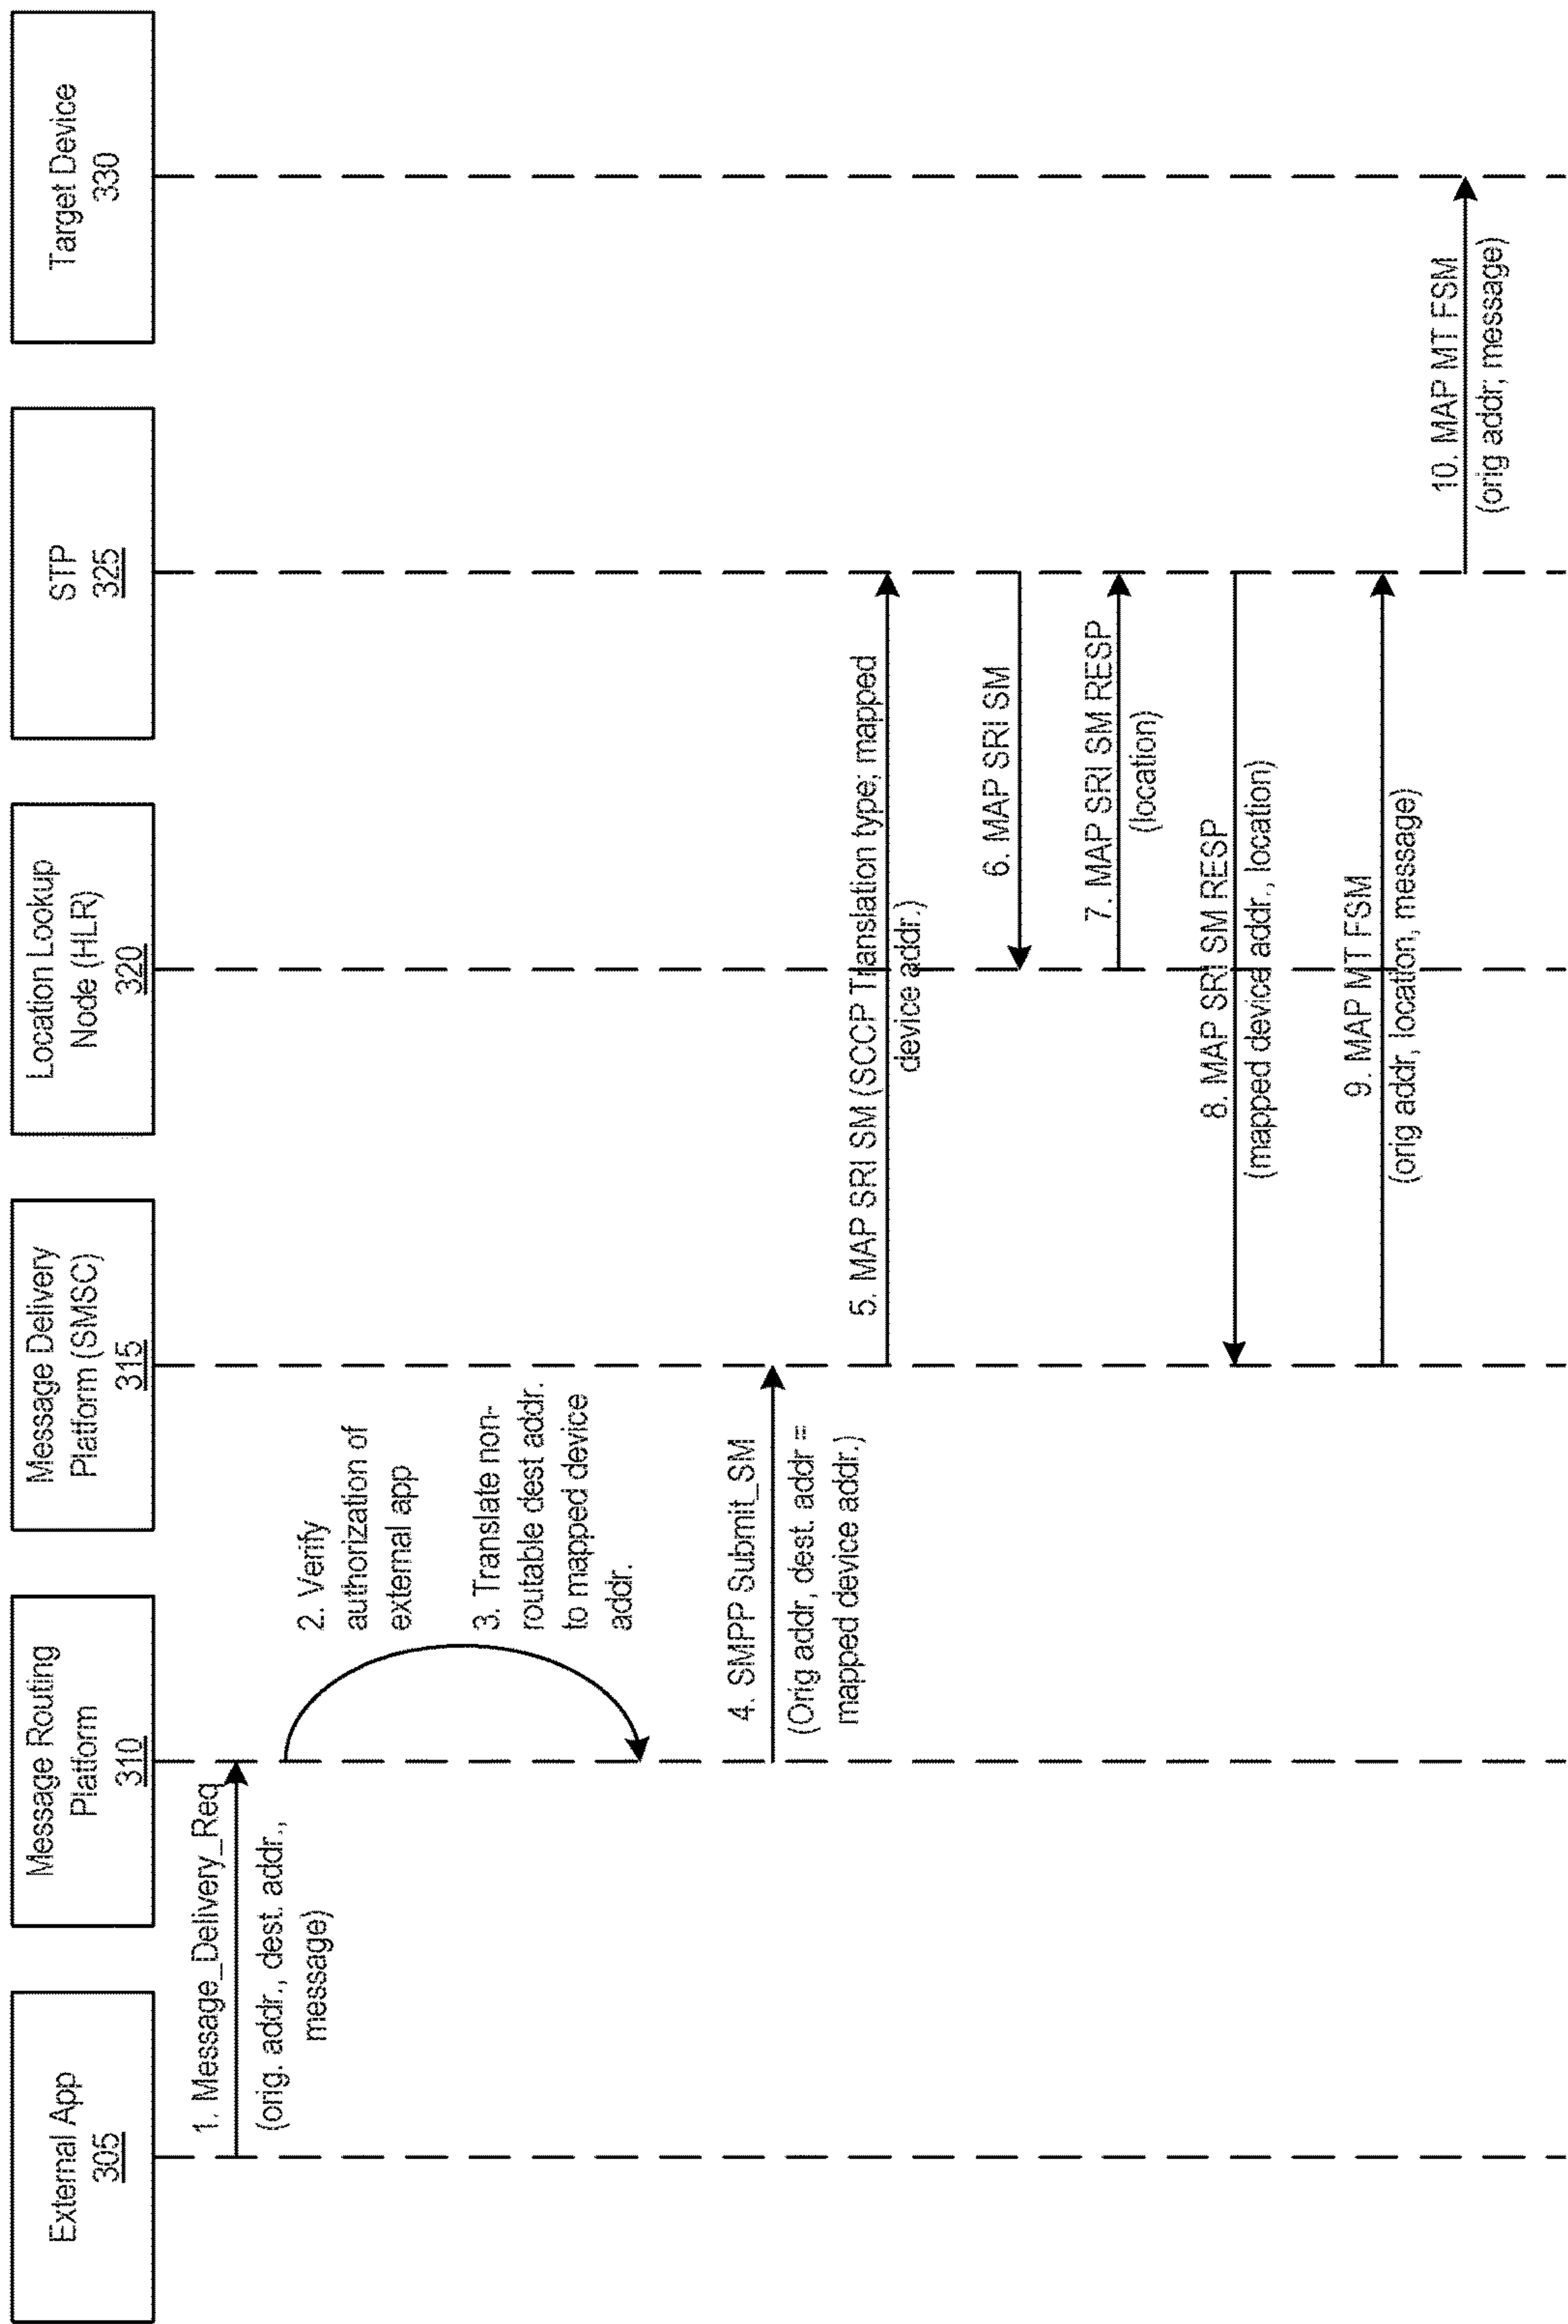 External App
305
Message Routing
Platform
310
Message Delivery
Platform (SMSC)
315
Location Lookup
Node (HLR)
320
STP
325
Target Device
330
1. Message_Delivery_Req
(orig. addr., dest. addr.,
message)
2. Verify
authorization of
external app
3. Translate non-
routable dest addr.
to mapped device
addr.
4. SMPP Submit_SM
(Orig addr, dest. addr =
mapped device addr.)
5. MAP SRI SM (SCCP Translation type; mapped
device addr.)
6. MAP SRI SM
7. MAP SRI SM RESP
(location)
8. MAP SRI SM RESP
(mapped device addr., location)
9. MAP MT FSM
(orig addr, location, message)
10. MAP MT FSM
(orig addr; message)